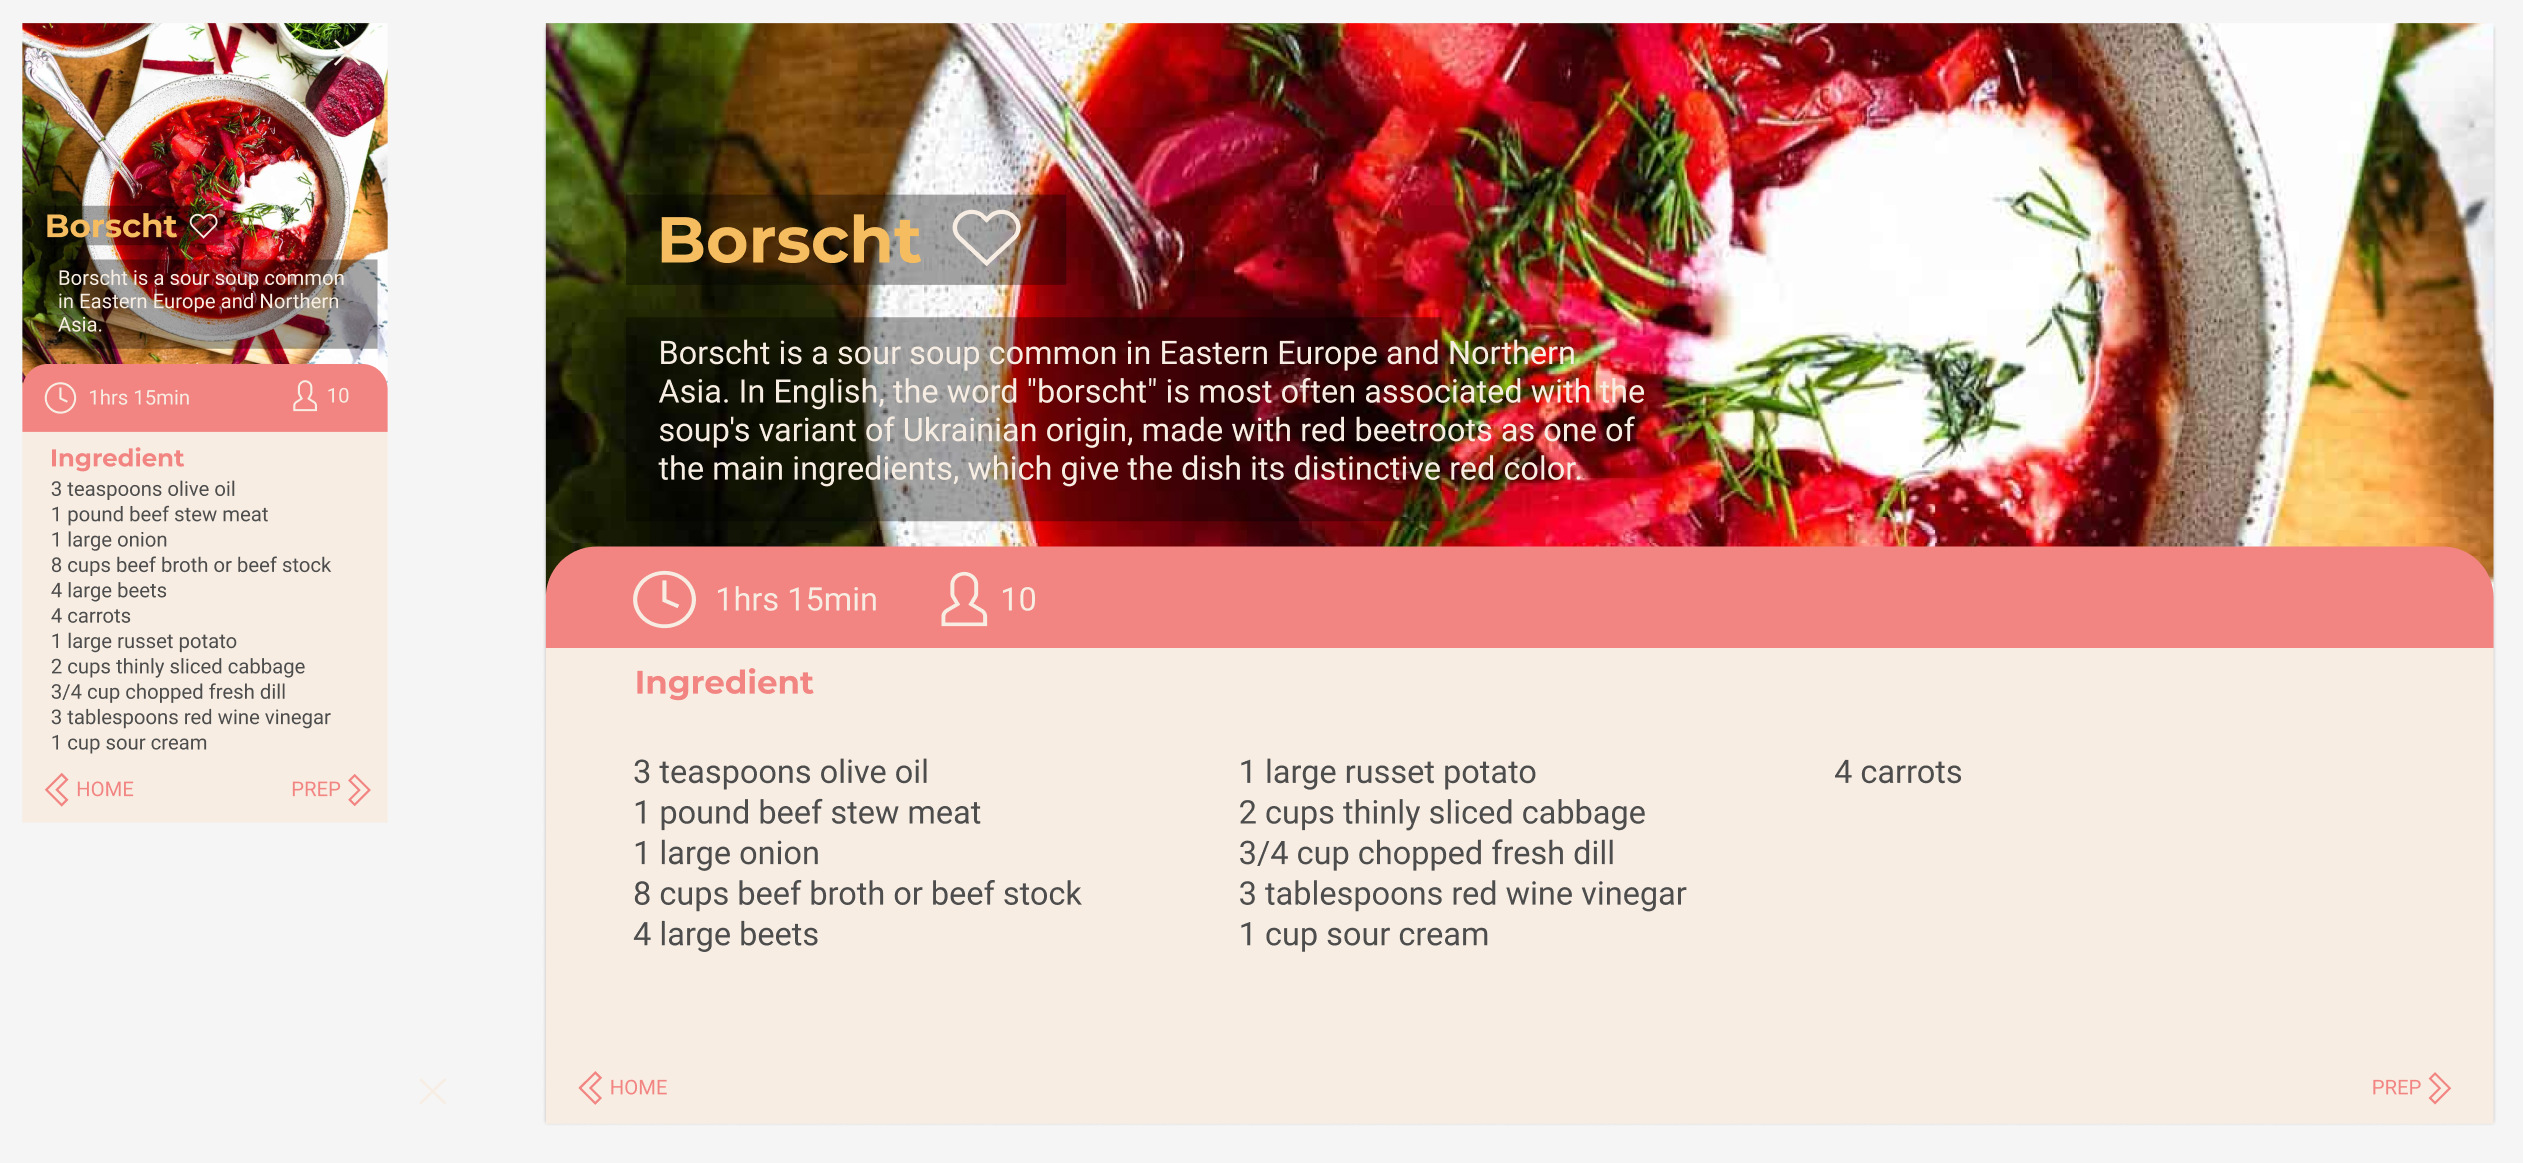 Borscht
Borscht is a sour soup common
in Eastern Europe and Northern
Asia.
1hrs 15min
10
Ingredient
3 teaspoons olive oil
1 pound beef stew meat
1 large onion
8 cups beef broth or beef stock
4 large beets
4 carrots
1 large russet potato
2 cups thinly sliced cabbage
3/4 cup chopped fresh dill
3 tablespoons red wine vinegar
1 cup sour cream
HOME
PREP
Borscht
Borscht is a sour soup common in Eastern Europe and Northern
Asia. In English, the word "borscht" is most often associated with the
soup's variant of Ukrainian origin, made with red beetroots as one of
the main ingredients, which give the dish its distinctive red color.
1hrs 15min
10
Ingredient
3 teaspoons olive oil
1 pound beef stew meat
1 large onion
8 cups beef broth or beef stock
4 large beets
1 large russet potato
2 cups thinly sliced cabbage
3/4 cup chopped fresh dill
3 tablespoons red wine vinegar
1 cup sour cream
4 carrots
HOME
PREP